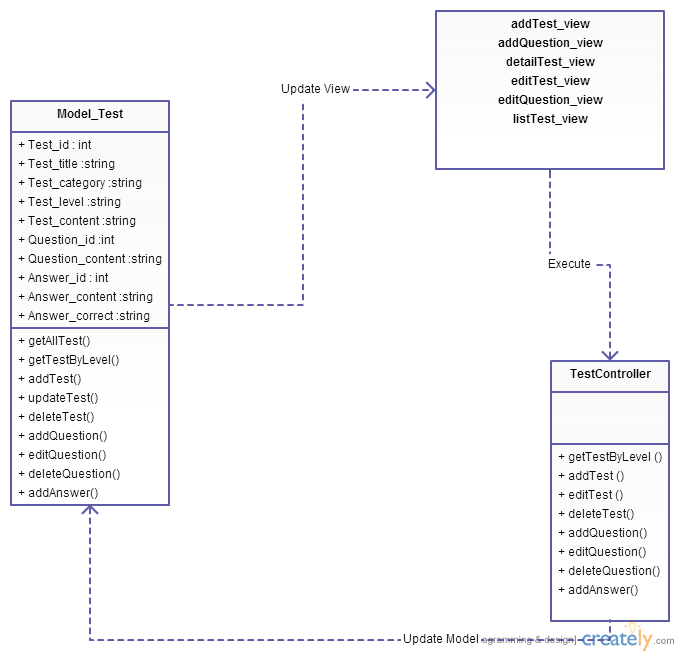 addTest_view
addQuestion_view
detailTest_view
editTest_view
editQuestion_view
listTest_view
Update View
Model_Test
+ Test_id : int
+ Test_title :string
+ Test_category :string
+ Test_level :string
+ Test_content :string
+ Question_id :int
+ Question_content :string
+ Answer_id : int
+ Answer_content :string
+ Answer_correct :string
+ getAllTest()
+ getTestByLevel()
+ addTest()
+ updateTest()
+ deleteTest()
+ addQuestion()
+ editQuestion()
+ deleteQuestion()
+ addAnswer()
Execute
TestController
+ getTestByLevel ()
+ addTest ()
+ editTest ()
+ deleteTest()
+ addQuestion()
+ editQuestion()
+ deleteQuestion()
+ addAnswer()
Update Model
& design]
creately.com